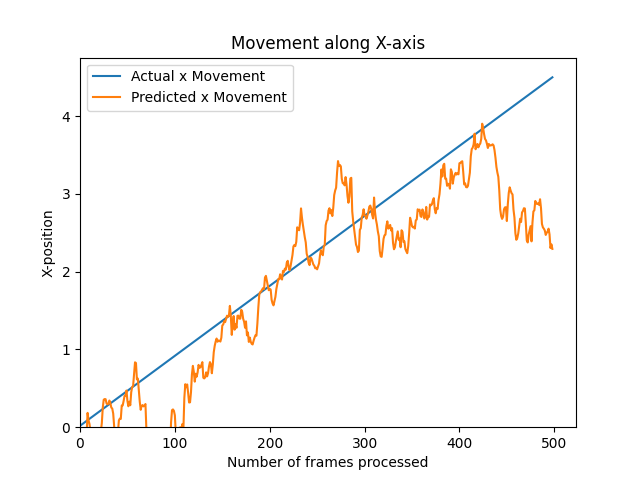 Movement along X-axis
Actual x Movement
Predicted x Movement
4
3
2
1
0
X-position
0 100 200 300 400 500
Number of frames processed